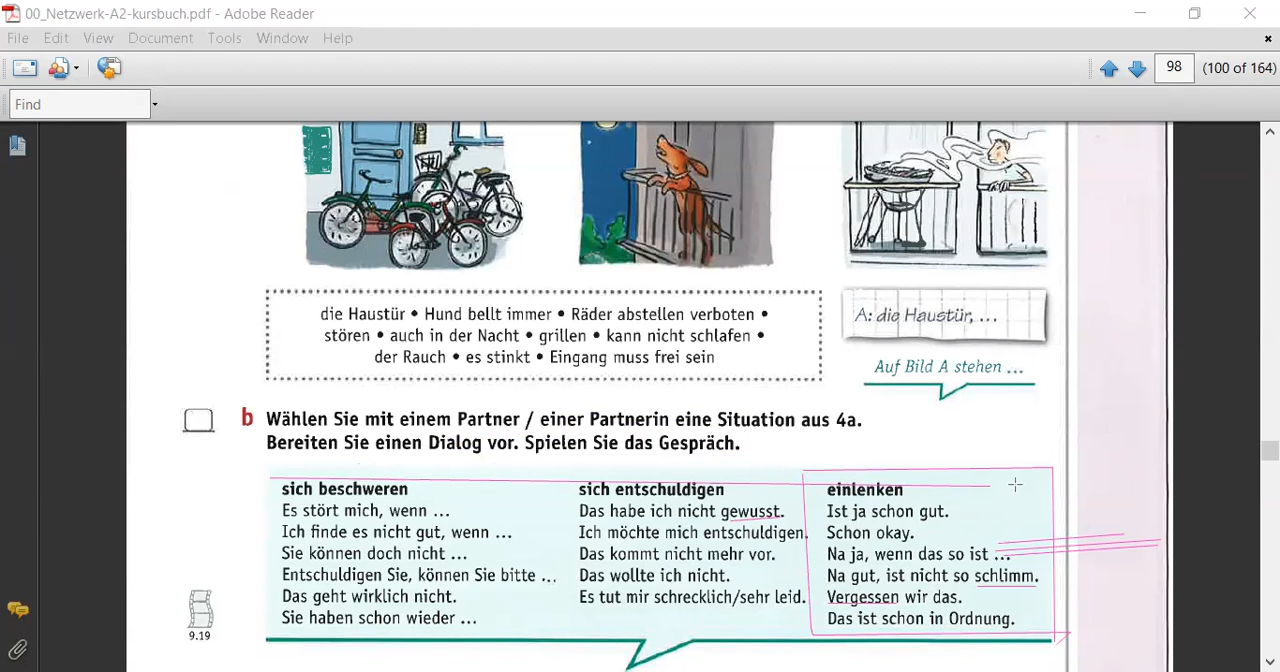 00_Netzwerk-A2-kursbuch.pdf - Adobe Reader
File Edit View Document Tools Window Help
98 (100 of 164)
Find
die Haustür • Hund bellt immer • Räder abstellen verboten •
stören • auch in der Nacht • grillen • kann nicht schlafen •
der Rauch • es stinkt • Eingang muss frei sein
A: die Haustür, ...
Auf Bild A stehen ...
b Wählen Sie mit einem Partner / einer Partnerin eine Situation aus 4a.
Bereiten Sie einen Dialog vor. Spielen Sie das Gespräch.
sich beschweren
Es stört mich, wenn ...
Ich finde es nicht gut, wenn ...
Sie können doch nicht ...
Entschuldigen Sie, können Sie bitte ...
Das geht wirklich nicht.
Sie haben schon wieder ...
sich entschuldigen
Das habe ich nicht gewusst.
Ich möchte mich entschuldigen.
Das kommt nicht mehr vor.
Das wollte ich nicht.
Es tut mir schrecklich/sehr leid.
einlenken
Ist ja schon gut.
Schon okay.
Na ja, wenn das so ist ...
Na gut, ist nicht so schlimm.
Vergessen wir das.
Das ist schon in Ordnung.
9.19